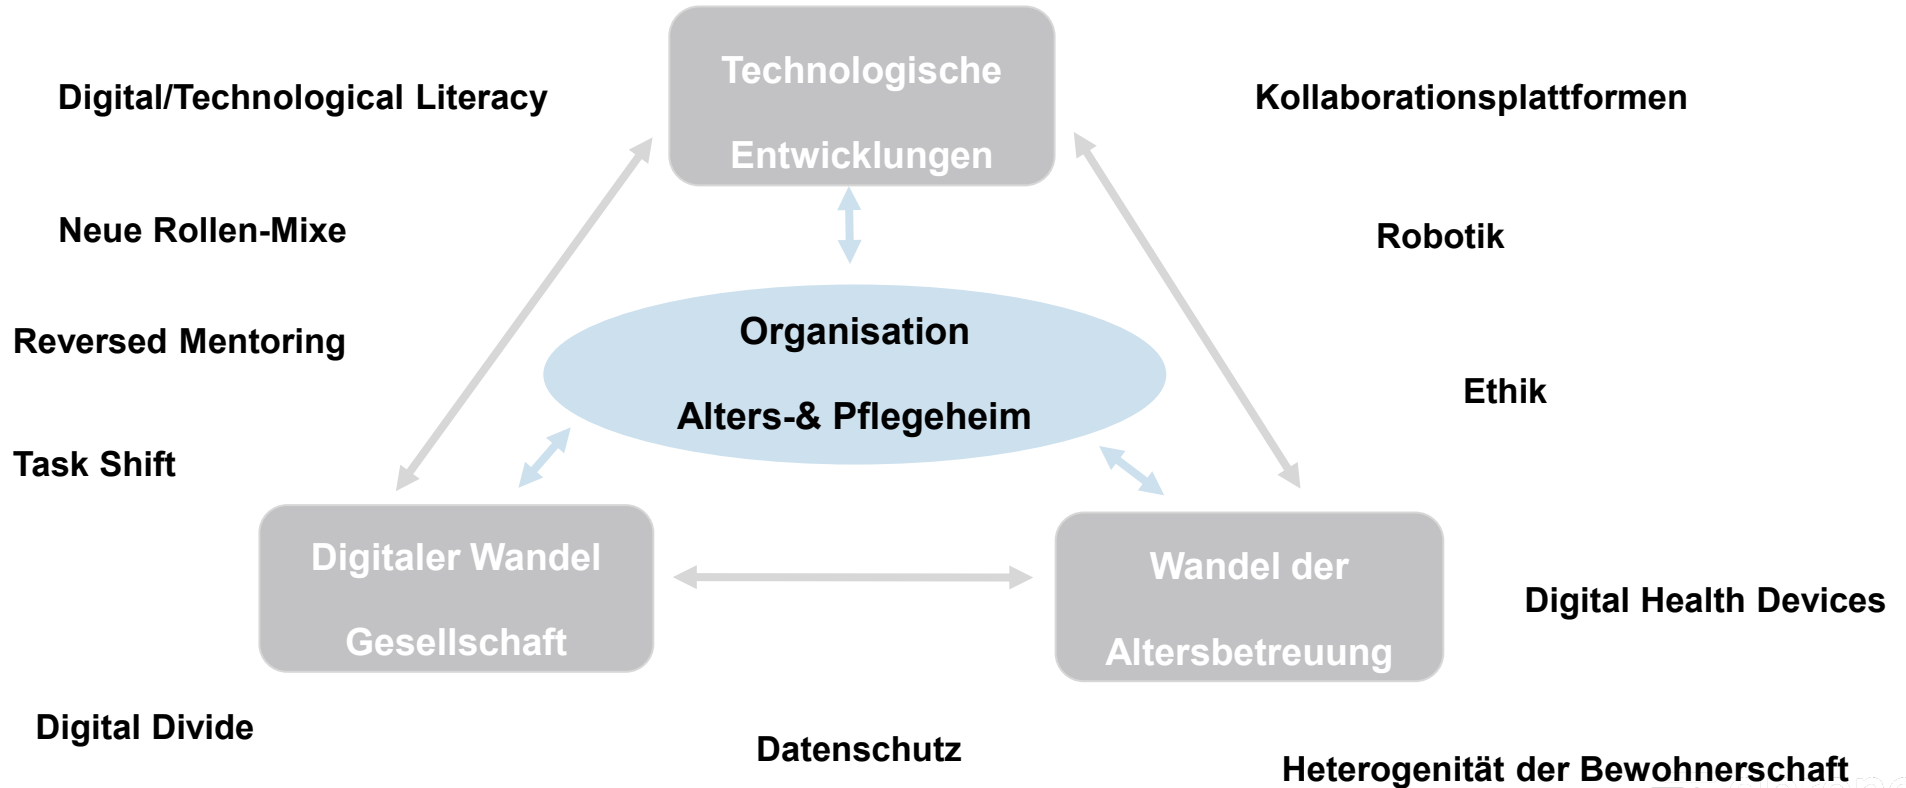 Technologische
Entwicklungen
Digital/Technological Literacy
Kollaborationsplattformen
Neue Rollen-Mixe
Robotik
Organisation
Alters-& Pflegeheim
Reversed Mentoring
Ethik
Task Shift
Digitaler Wandel
Gesellschaft
Wandel der
Altersbetreuung
Digital Health Devices
Digital Divide
Datenschutz
Heterogenität der Bewohnerschaft